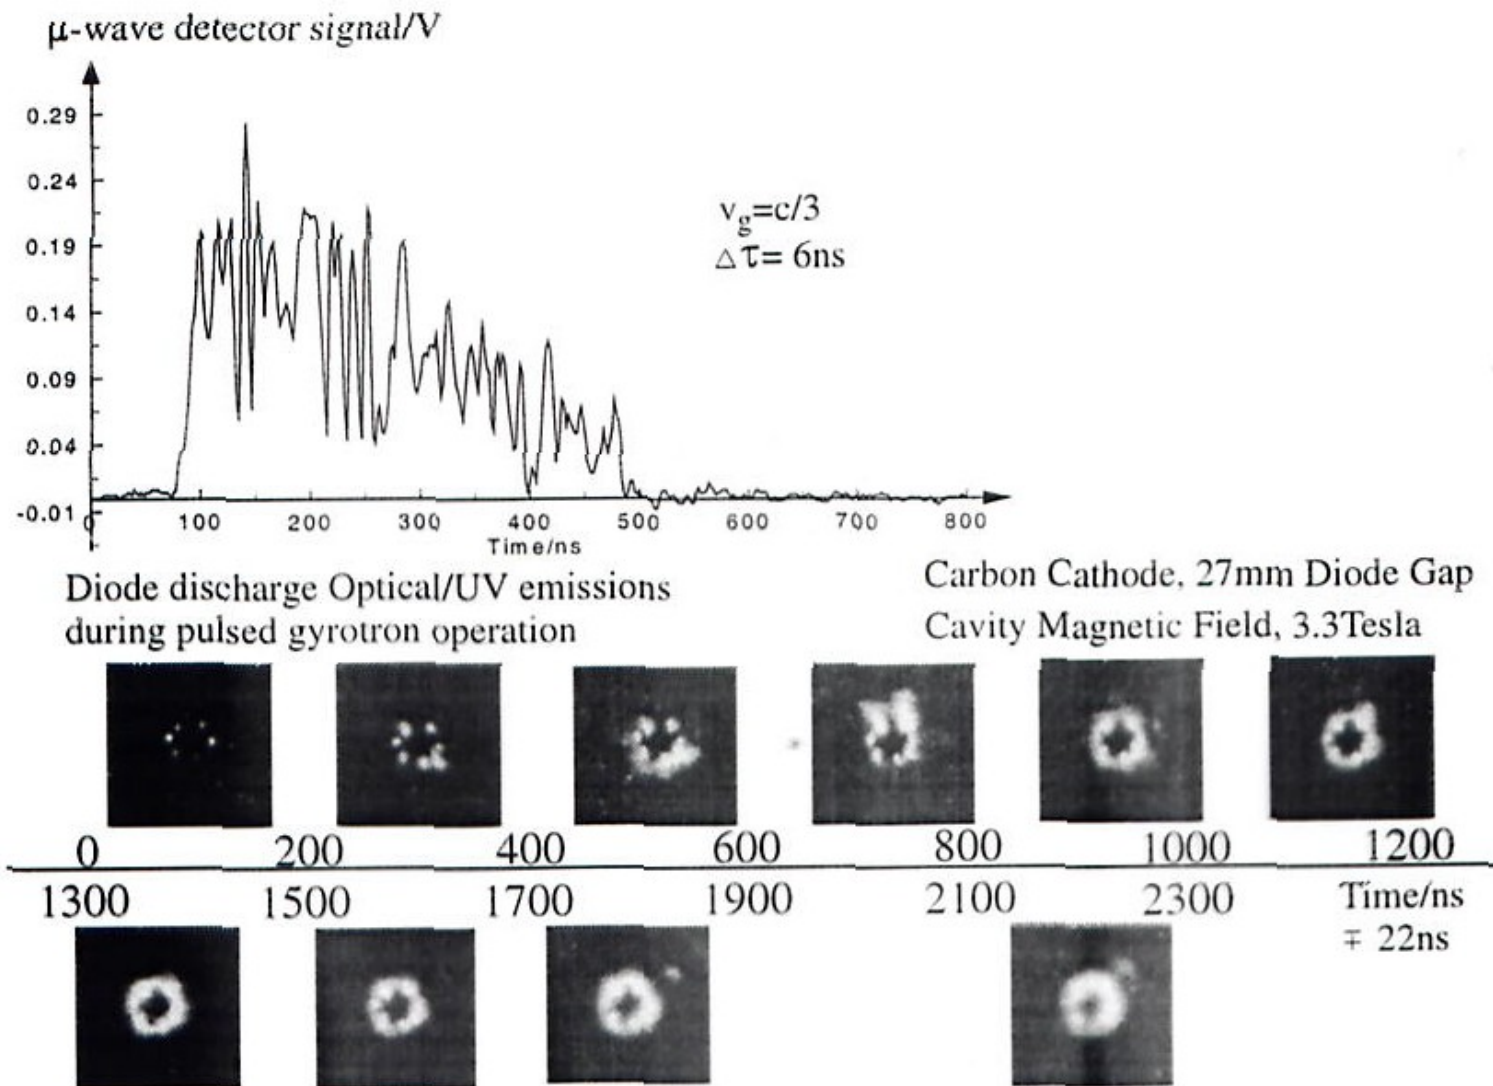 μ-wave detector signal/V
0.29
0.24
0.19
0.14
0.09
0.04
-0.01
v_g=c/3
△τ= 6ns
0 100 200 300 400 500 600 700 800
Time/ns
Diode discharge Optical/UV emissions
during pulsed gyrotron operation
Carbon Cathode, 27mm Diode Gap
Cavity Magnetic Field, 3.3Tesla
0 200 400 600 800 1000 1200
1300 1500 1700 1900 2100 2300 Time/ns
∓ 22ns